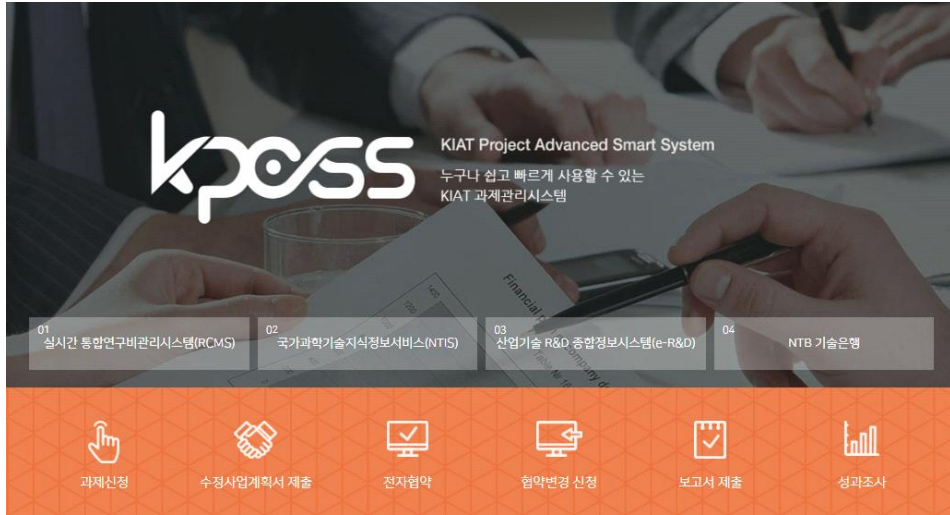 kpass
KIAT Project Advanced Smart System
누구나 쉽고 빠르게 사용할 수 있는
KIAT 과제관리시스템
Financial
1400
1200
01
실시간 통합연구비관리시스템(RCMS)
02
국가과학기술지식정보서비스(NTIS)
03
산업기술 R&D 종합정보시스템(e-R&D)
04
NTB 기술은행
과제신청
수정사업계획서 제출
전자협약
협약변경 신청
보고서 제출
성과조사